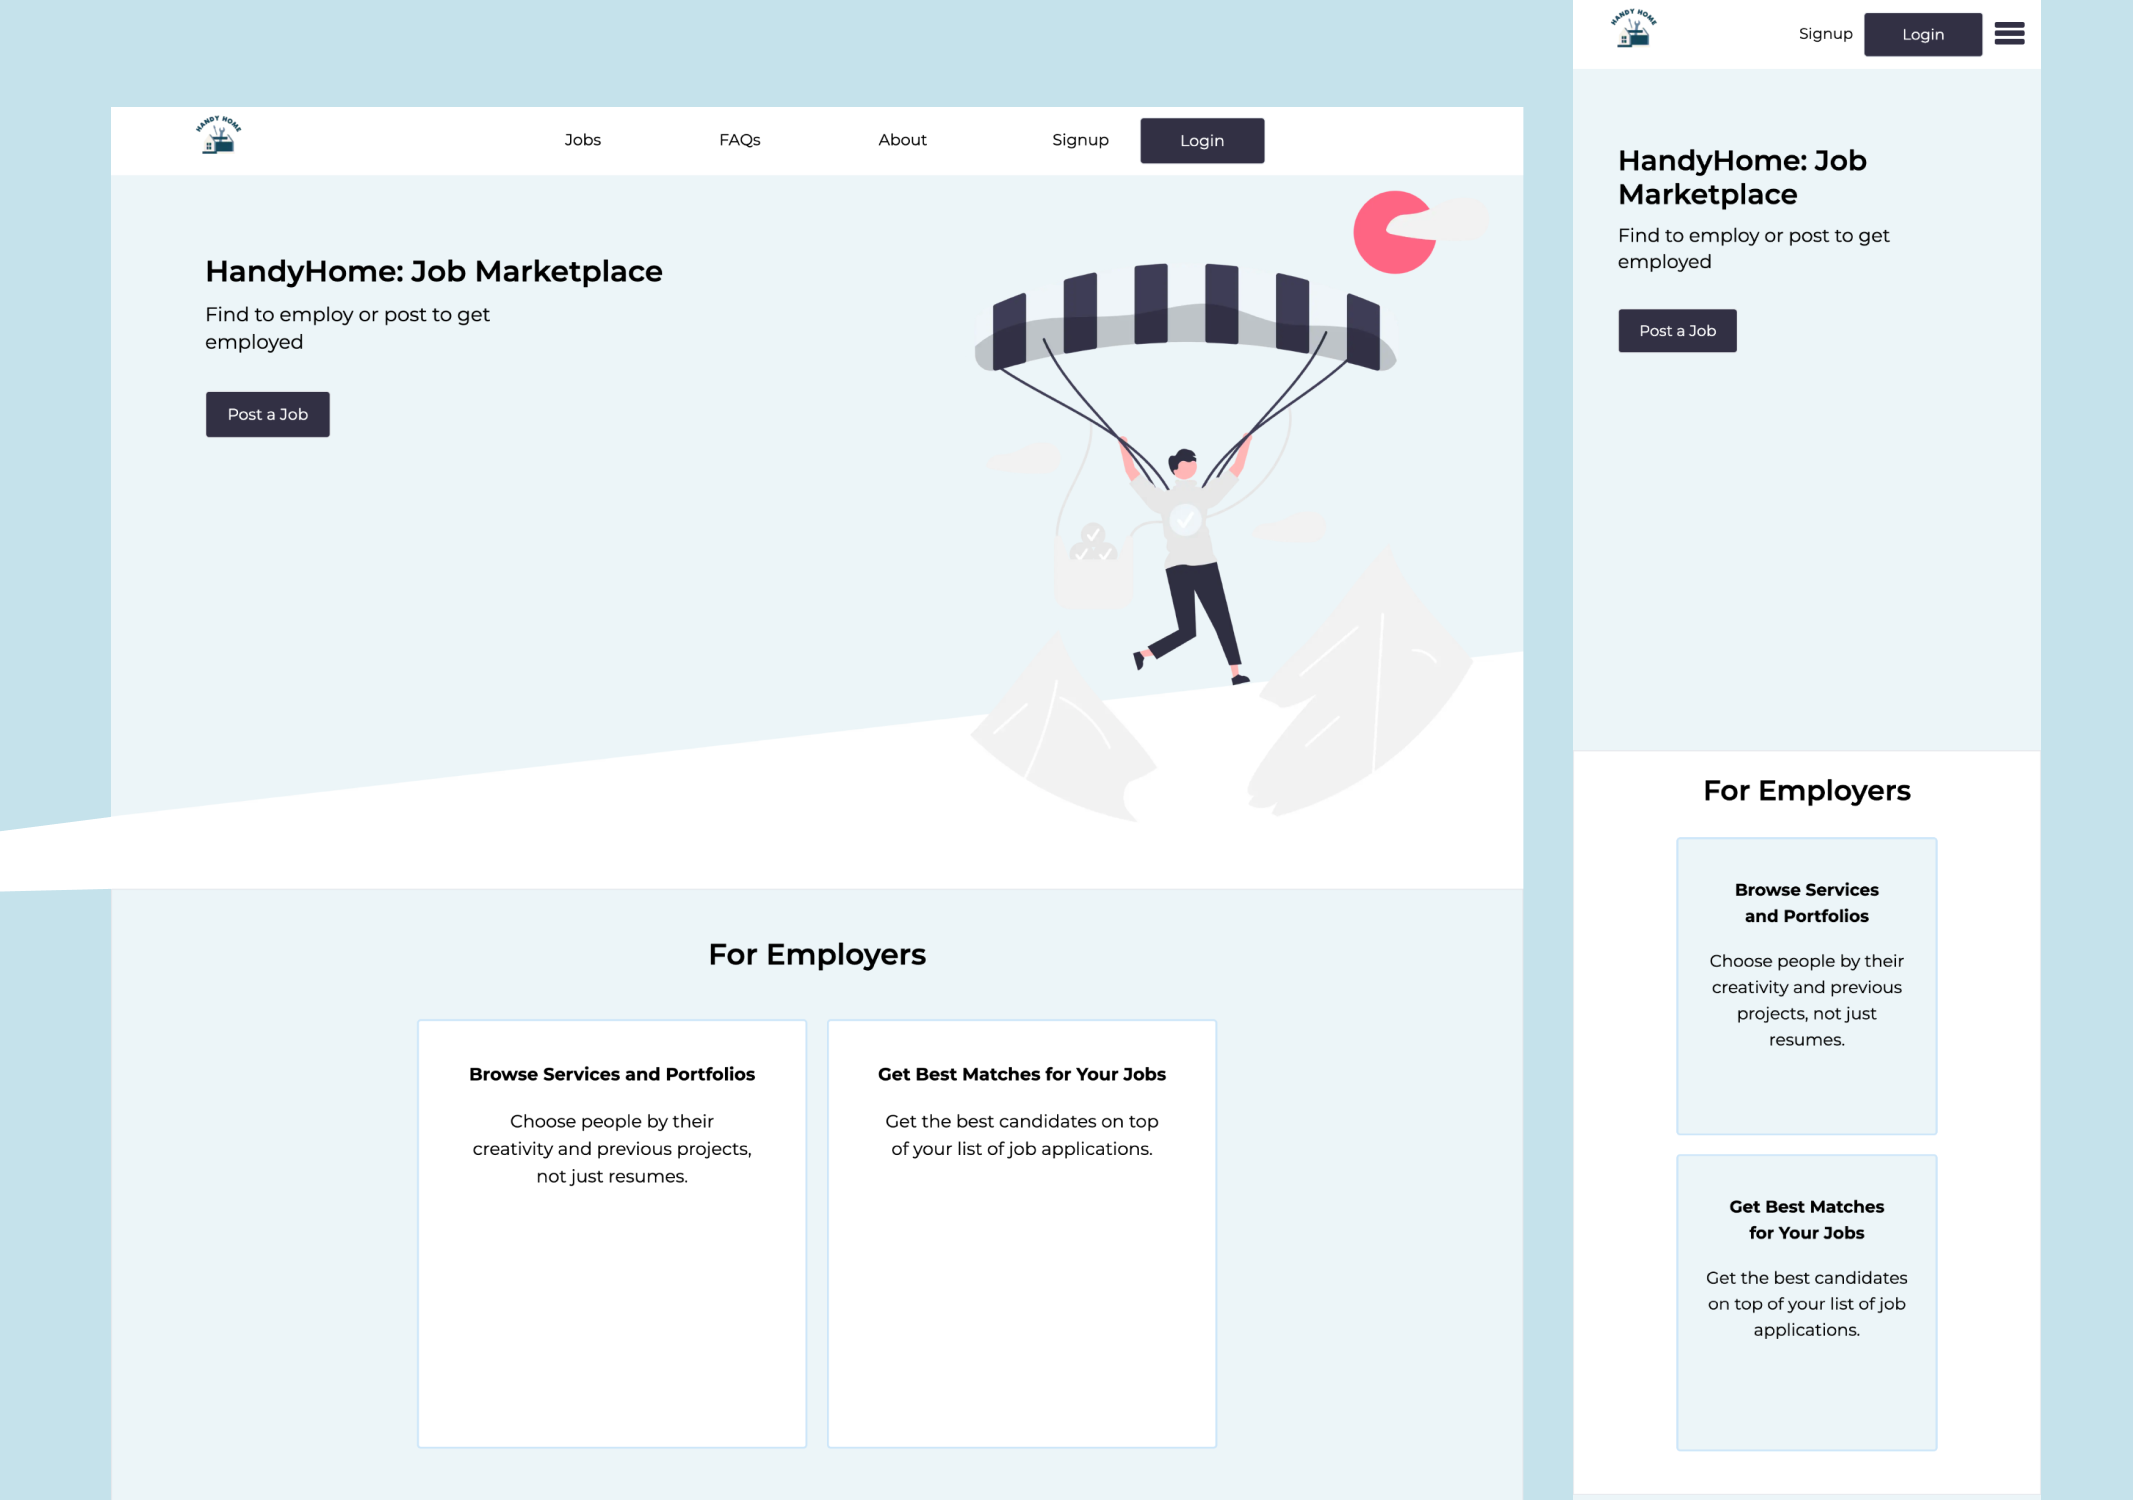 HANDY HOME
Jobs
FAQs
About
Signup
Login
HandyHome: Job Marketplace
Find to employ or post to get
employed
Post a Job
For Employers
Browse Services and Portfolios
Choose people by their
creativity and previous projects,
not just resumes.
Get Best Matches for Your Jobs
Get the best candidates on top
of your list of job applications.
HANDY HOME
Signup
Login
HandyHome: Job
Marketplace
Find to employ or post to get
employed
Post a Job
For Employers
Browse Services
and Portfolios
Choose people by their
creativity and previous
projects, not just
resumes.
Get Best Matches
for Your Jobs
Get the best candidates
on top of your list of job
applications.